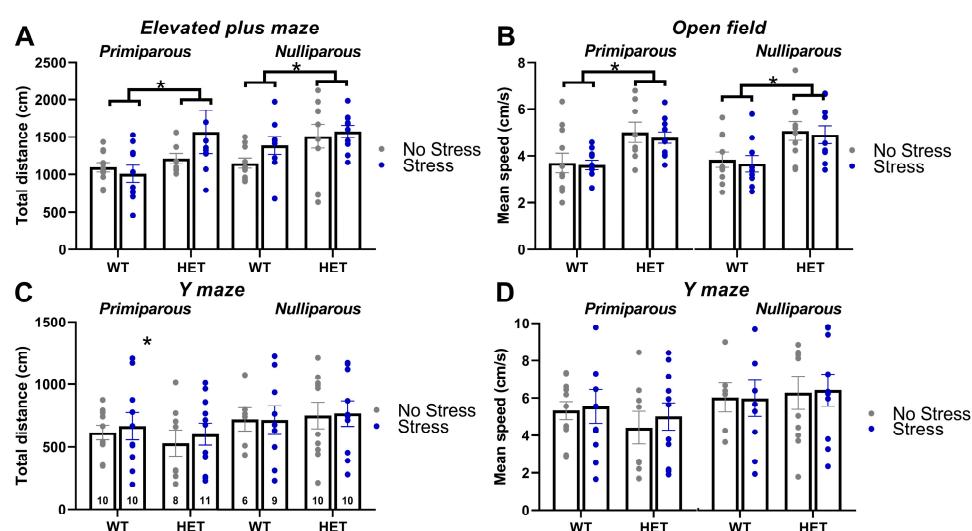 A
Elevated plus maze
Primiparous
Nulliparous
Total distance (cm)
2500
2000
1500
1000
500
0
*
*
WT
HET
WT
HET
No Stress
Stress
B
Open field
Primiparous
Nulliparous
Mean speed (cm/s)
8
6
4
2
0
*
*
WT
HET
WT
HET
No Stress
Stress
C
Y maze
Primiparous
Nulliparous
Total distance (cm)
1500
1000
500
0
*
10 10 8 11 6 9 10 10
WT
HET
WT
HET
No Stress
Stress
D
Y maze
Primiparous
Nulliparous
Mean speed (cm/s)
10
8
6
4
2
0
WT
HET
WT
HET
No Stress
Stress